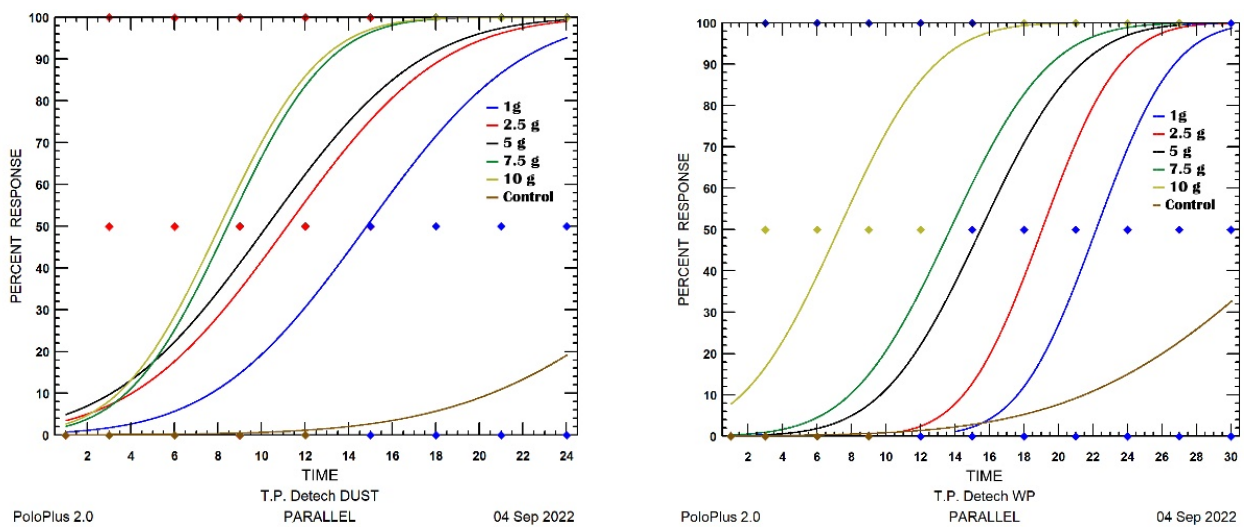 100
90
80
70
60
50
40
30
20
10
0
PERCENT RESPONSE
1g
2.5 g
5 g
7.5 g
10 g
Control
2 4 6 8 10 12 14 16 18 20 22 24
TIME
T.P. Detech DUST
PoloPlus 2.0 PARALLEL 04 Sep 2022
100
90
80
70
60
50
40
30
20
10
0
PERCENT RESPONSE
1g
2.5 g
5 g
7.5 g
10 g
Control
2 4 6 8 10 12 14 16 18 20 22 24 26 28 30
TIME
T.P. Detech WP
PoloPlus 2.0 PARALLEL 04 Sep 2022